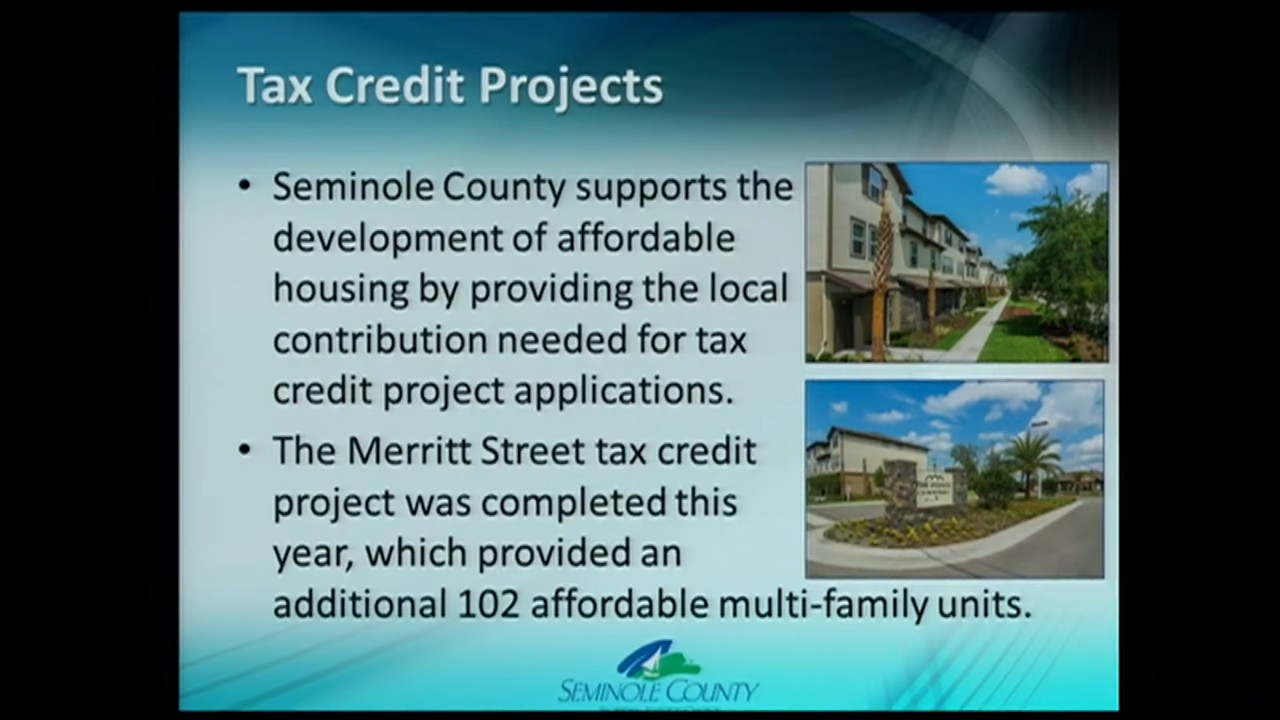 Tax Credit Projects
• Seminole County supports the
development of affordable
housing by providing the local
contribution needed for tax
credit project applications.
• The Merritt Street tax credit
project was completed this
year, which provided an
additional 102 affordable multi-family units.
SEMINOLE COUNTY